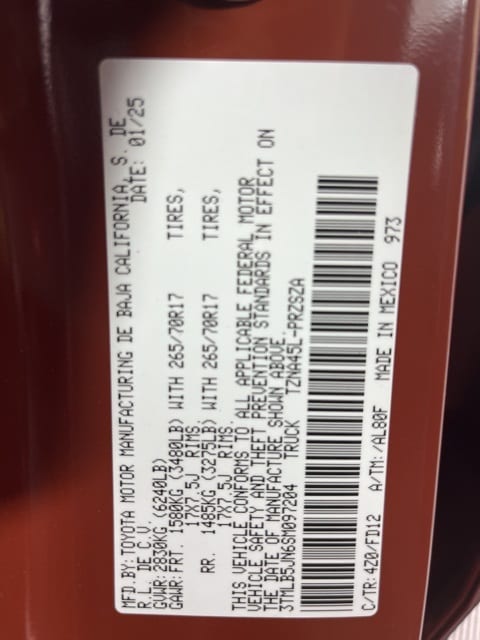 MFD.BY:TOYOTA MOTOR MANUFACTURING DE BAJA CALIFORNIA, S. DE
R.L. DE C.V. DATE: 01/25
GVWR:2830KG (6240LB)
GAWR:FRT. 1580KG (3480LB) WITH 265/70R17 TIRES,
17X7.5J RIMS.
RR. 1485KG (3275LB) WITH 265/70R17 TIRES,
17X7.5J RIMS.
THIS VEHICLE CONFORMS TO ALL APPLICABLE FEDERAL MOTOR
VEHICLE SAFETY AND THEFT PREVENTION STANDARDS IN EFFECT ON
THE DATE OF MANUFACTURE SHOWN ABOVE.
3TMLB5JN6SM097204 TRUCK TZNA45L-PRZSZA
C/TR:4Z0/FD12 A/TM:/AL80F MADE IN MEXICO 973